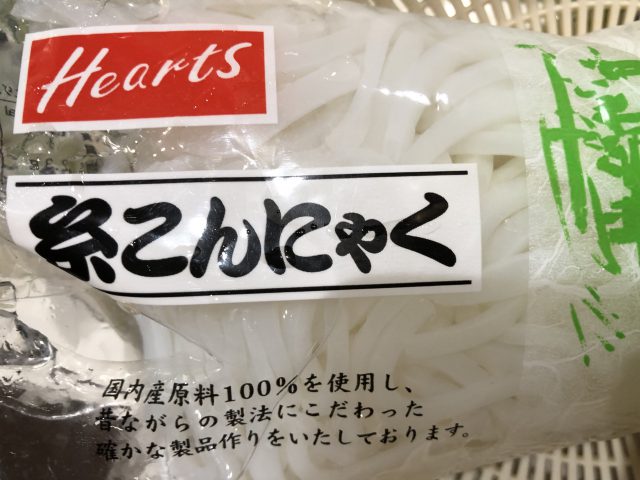 Hearts
糸こんにゃく
国内産原料100%を使用し、
昔ながらの製法にこだわった
確かな製品作りをいたしております。